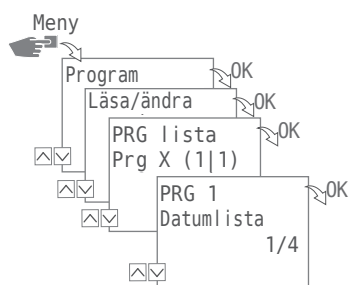 Meny
Program OK
Läsa/ändra OK
PRG lista OK
Prg X (1|1)
PRG 1 OK
Datumlista
1/4